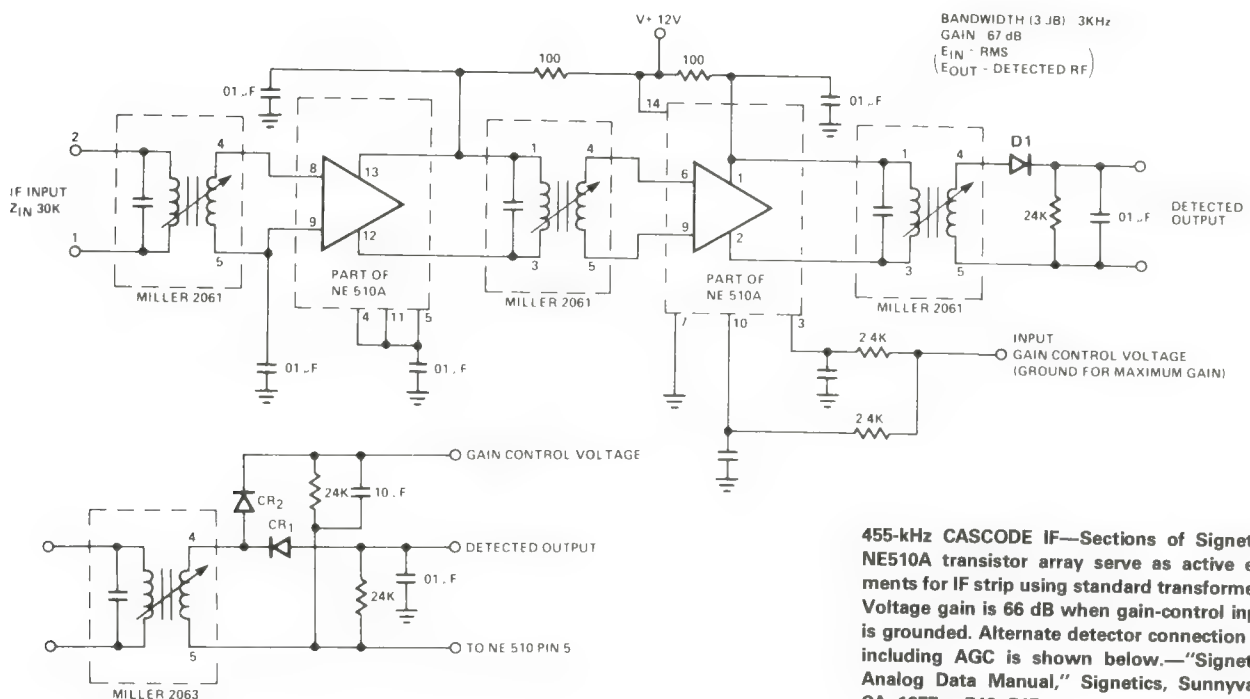 V+ 12V
BANDWIDTH (3 dB) 3KHz
GAIN 67 dB
(EIN - RMS
EOUT - DETECTED RF)
100
100
01 µF
14
01 µF
2
4
8
13
1
4
6
1
1
4
D1
IF INPUT
ZIN 30K
24K
01 µF
DETECTED
OUTPUT
1
5
9
12
3
5
9
2
3
5
MILLER 2061
PART OF
NE 510A
MILLER 2061
PART OF
NE 510A
MILLER 2061
4
11
5
7
10
3
01 µF
01 µF
2 4K
INPUT
GAIN CONTROL VOLTAGE
(GROUND FOR MAXIMUM GAIN)
2 4K
GAIN CONTROL VOLTAGE
CR2
24K
10 µF
4
CR1
DETECTED OUTPUT
24K
01 µF
5
TO NE 510 PIN 5
MILLER 2063
455-kHz CASCODE IF—Sections of Signet
NE510A transistor array serve as active e
ments for IF strip using standard transforme
Voltage gain is 66 dB when gain-control inp
is grounded. Alternate detector connection
including AGC is shown below.—"Signet
Analog Data Manual," Signetics, Sunnyva